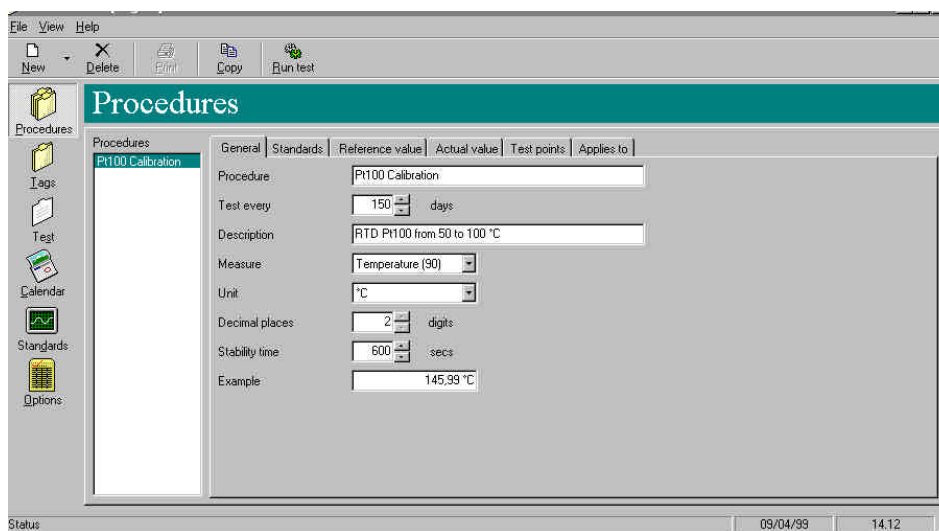 File View Help
New Delete Print Copy Run test
Procedures
Procedures
Tags
Test
Calendar
Standards
Options
Procedures
Pt100 Calibration
General Standards Reference value Actual value Test points Applies to
Procedure Pt100 Calibration
Test every 150 days
Description RTD Pt100 from 50 to 100 °C
Measure Temperature (90)
Unit °C
Decimal places 2 digits
Stability time 600 secs
Example 145,99 °C
Status 09/04/99 14.12